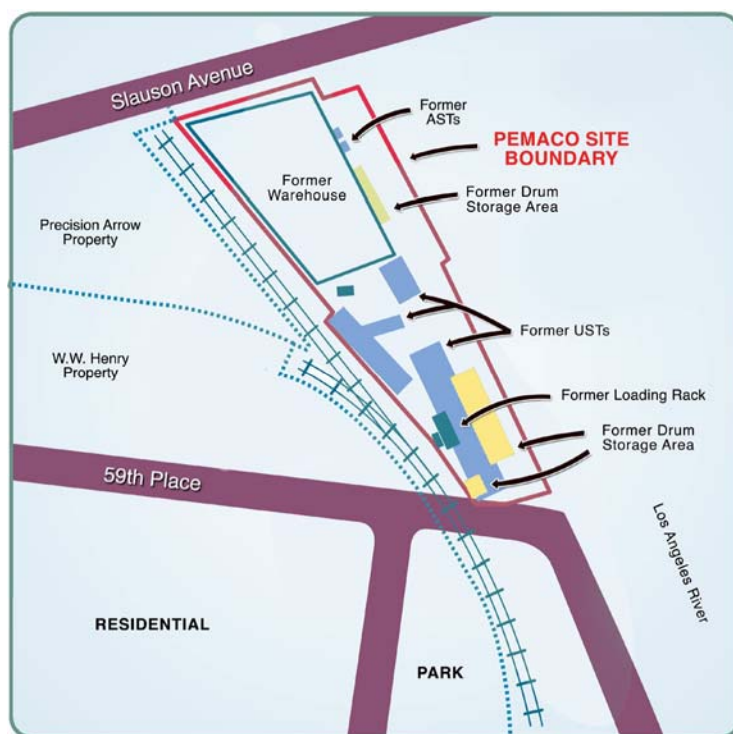 Slauson Avenue
Former
ASTs
PEMACO SITE
BOUNDARY
Former
Warehouse
Former Drum
Storage Area
Precision Arrow
Property
Former USTs
W.W. Henry
Property
Former Loading Rack
Former Drum
Storage Area
59th Place
Los Angeles River
RESIDENTIAL
PARK